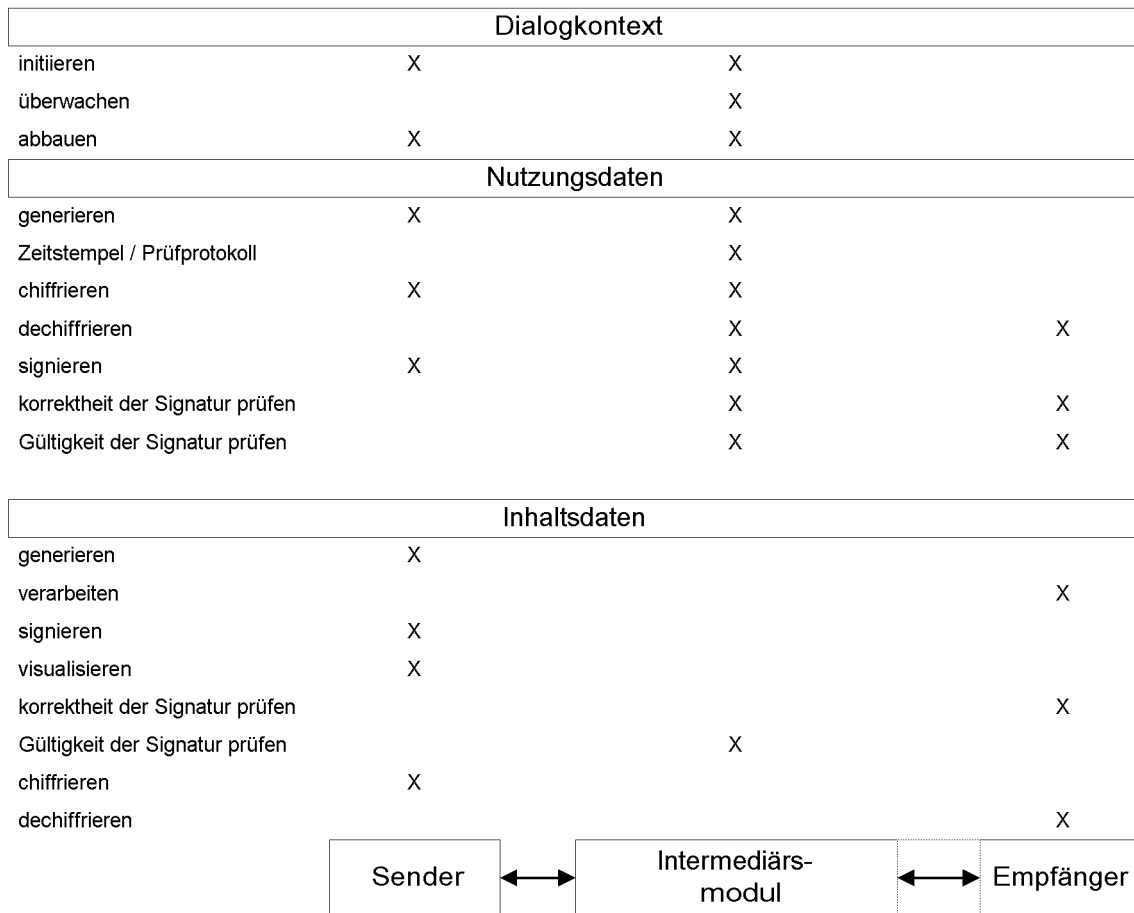 Dialogkontext
initiieren X X
überwachen X
abbauen X X
Nutzungsdaten
generieren X X
Zeitstempel / Prüfprotokoll X
chiffrieren X X
dechiffrieren X X
signieren X X
korrektheit der Signatur prüfen X X
Gültigkeit der Signatur prüfen X X
Inhaltsdaten
generieren X
verarbeiten X
signieren X
visualisieren X
korrektheit der Signatur prüfen X
Gültigkeit der Signatur prüfen X
chiffrieren X
dechiffrieren X
Sender
Intermediärs-
modul
Empfänger